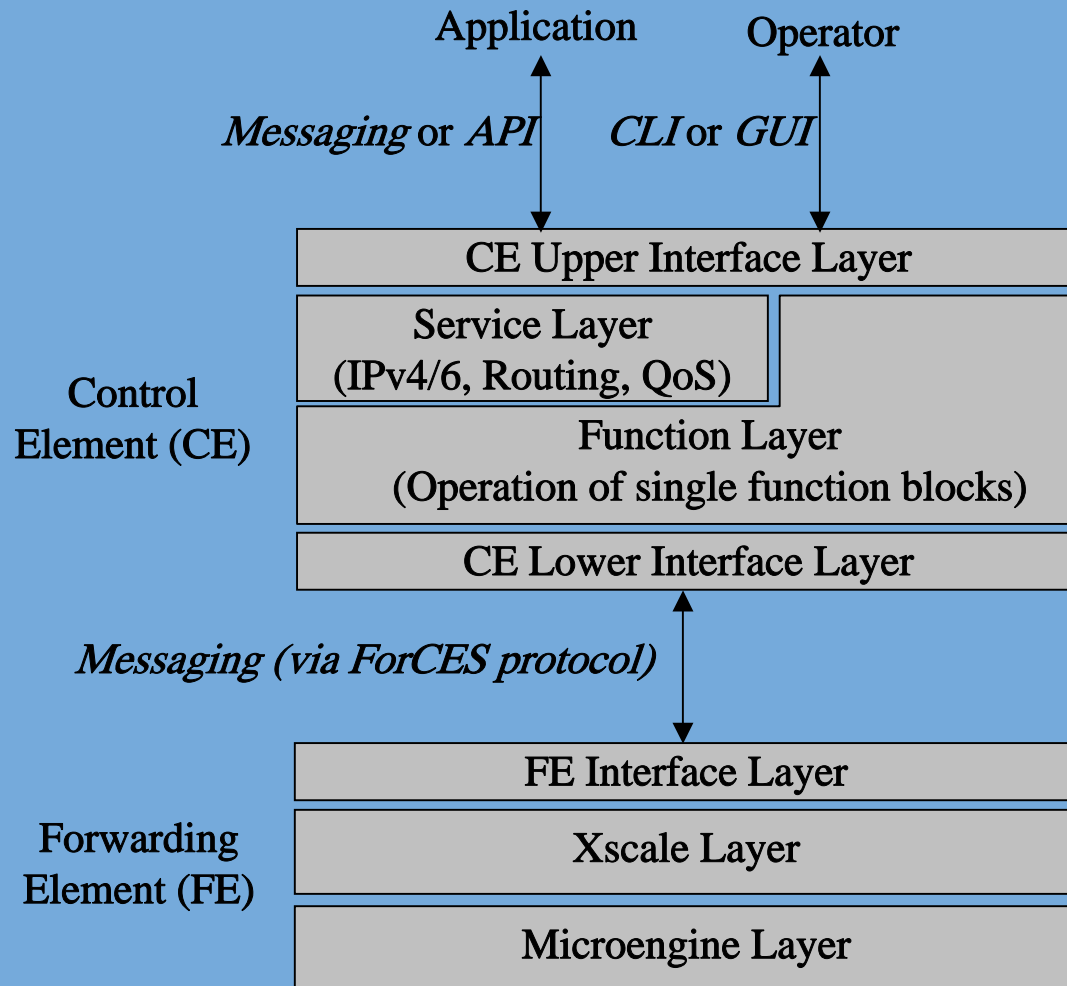 Application
Operator
Messaging or API
CLI or GUI
CE Upper Interface Layer
Service Layer
(IPv4/6, Routing, QoS)
Control
Element (CE)
Function Layer
(Operation of single function blocks)
CE Lower Interface Layer
Messaging (via ForCES protocol)
FE Interface Layer
Forwarding
Element (FE)
Xscale Layer
Microengine Layer